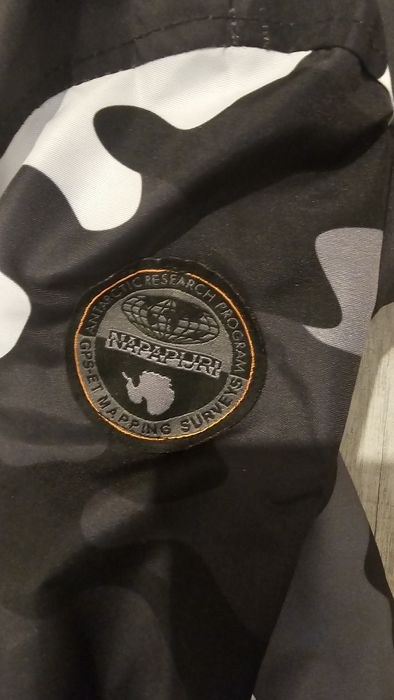 ANTARCTIC RESEARCH PROGRAM
NAPAPIJRI
GPS-ET MAPPING SURVEYS